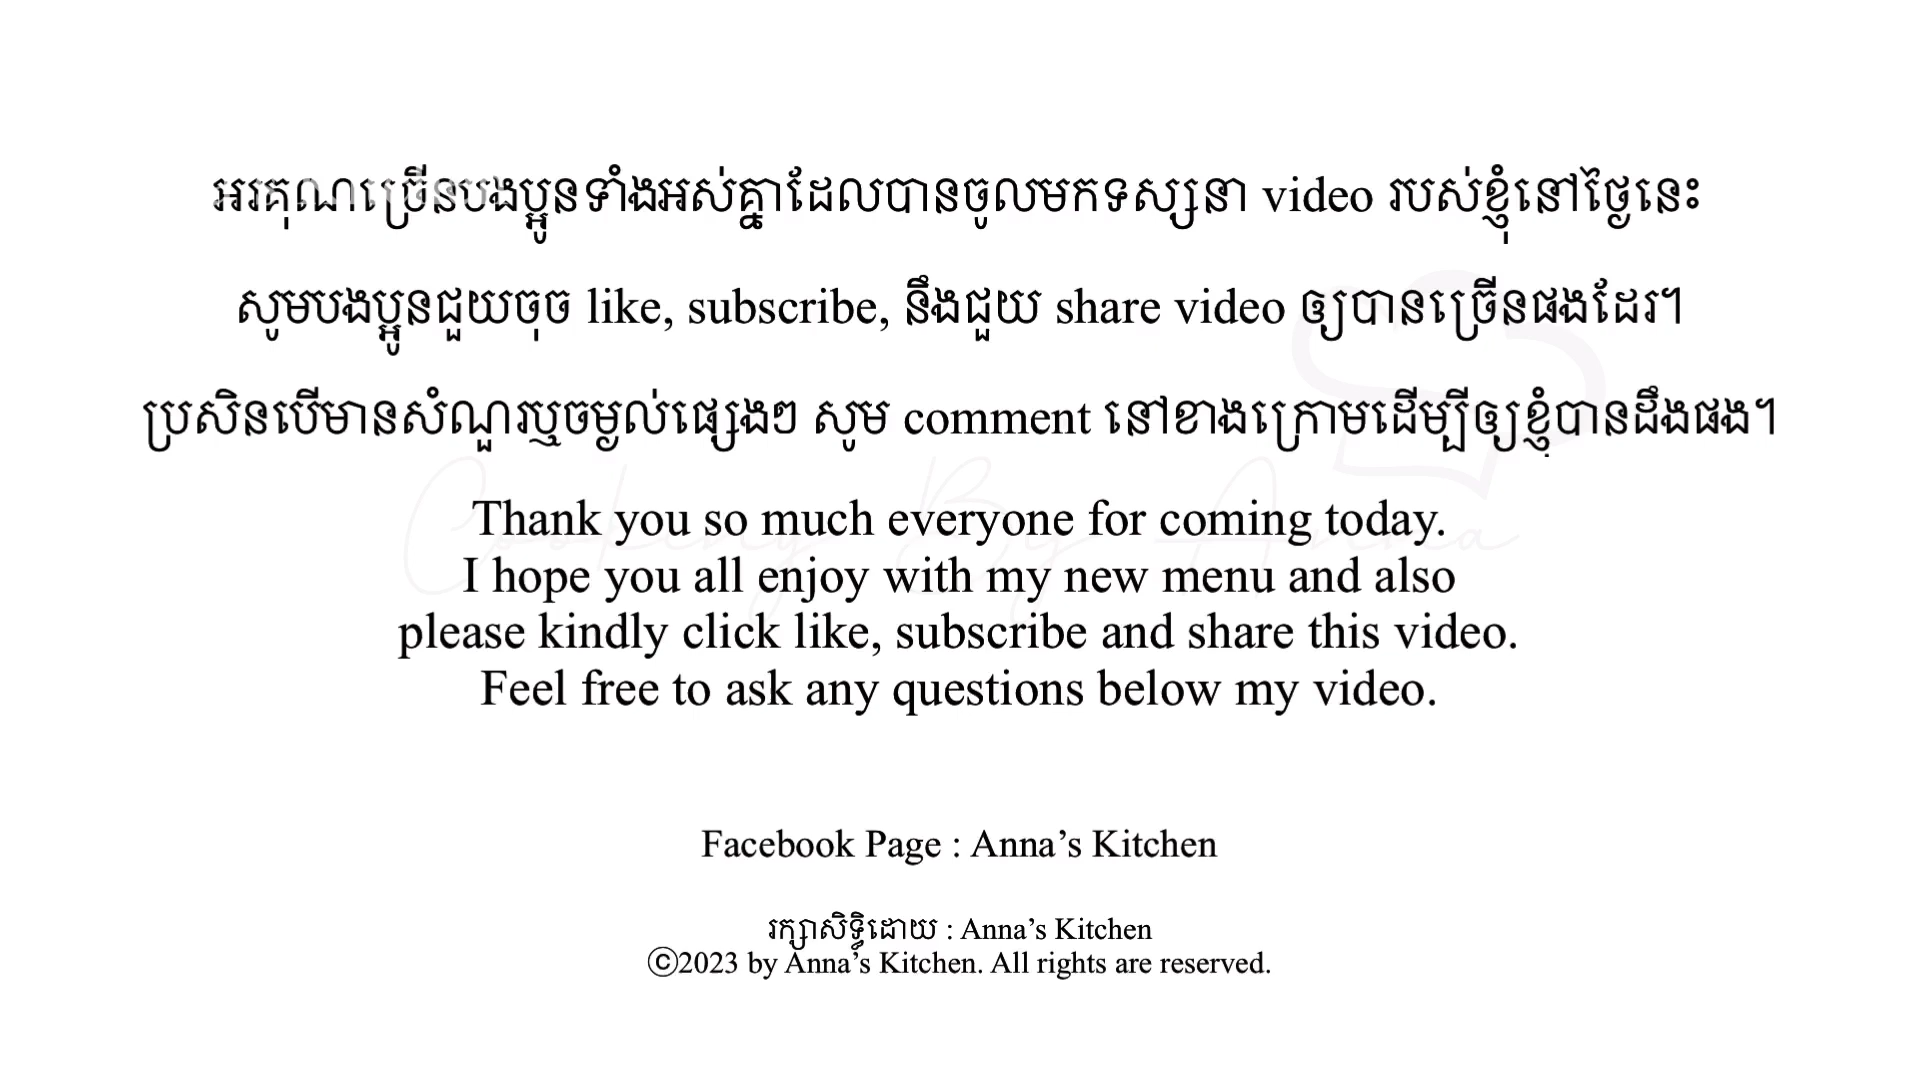 អរគុណច្រើនបងប្អូនទាំងអស់គ្នាដែលបានចូលមកទស្សនា video របស់ខ្ញុំនៅថ្ងៃនេះ
សូមបងប្អូនជួយចុច like, subscribe, នឹងជួយ share video ឲ្យបានច្រើនផងដែរ។
ប្រសិនបើមានសំណួរឬចម្ងល់ផ្សេងៗ សូម comment នៅខាងក្រោមដើម្បីឲ្យខ្ញុំបានដឹងផង។
Cooking By Anna
Thank you so much everyone for coming today.
I hope you all enjoy with my new menu and also
please kindly click like, subscribe and share this video.
Feel free to ask any questions below my video.
Facebook Page : Anna’s Kitchen
រក្សាសិទ្ធិដោយ : Anna’s Kitchen
©2023 by Anna’s Kitchen. All rights are reserved.